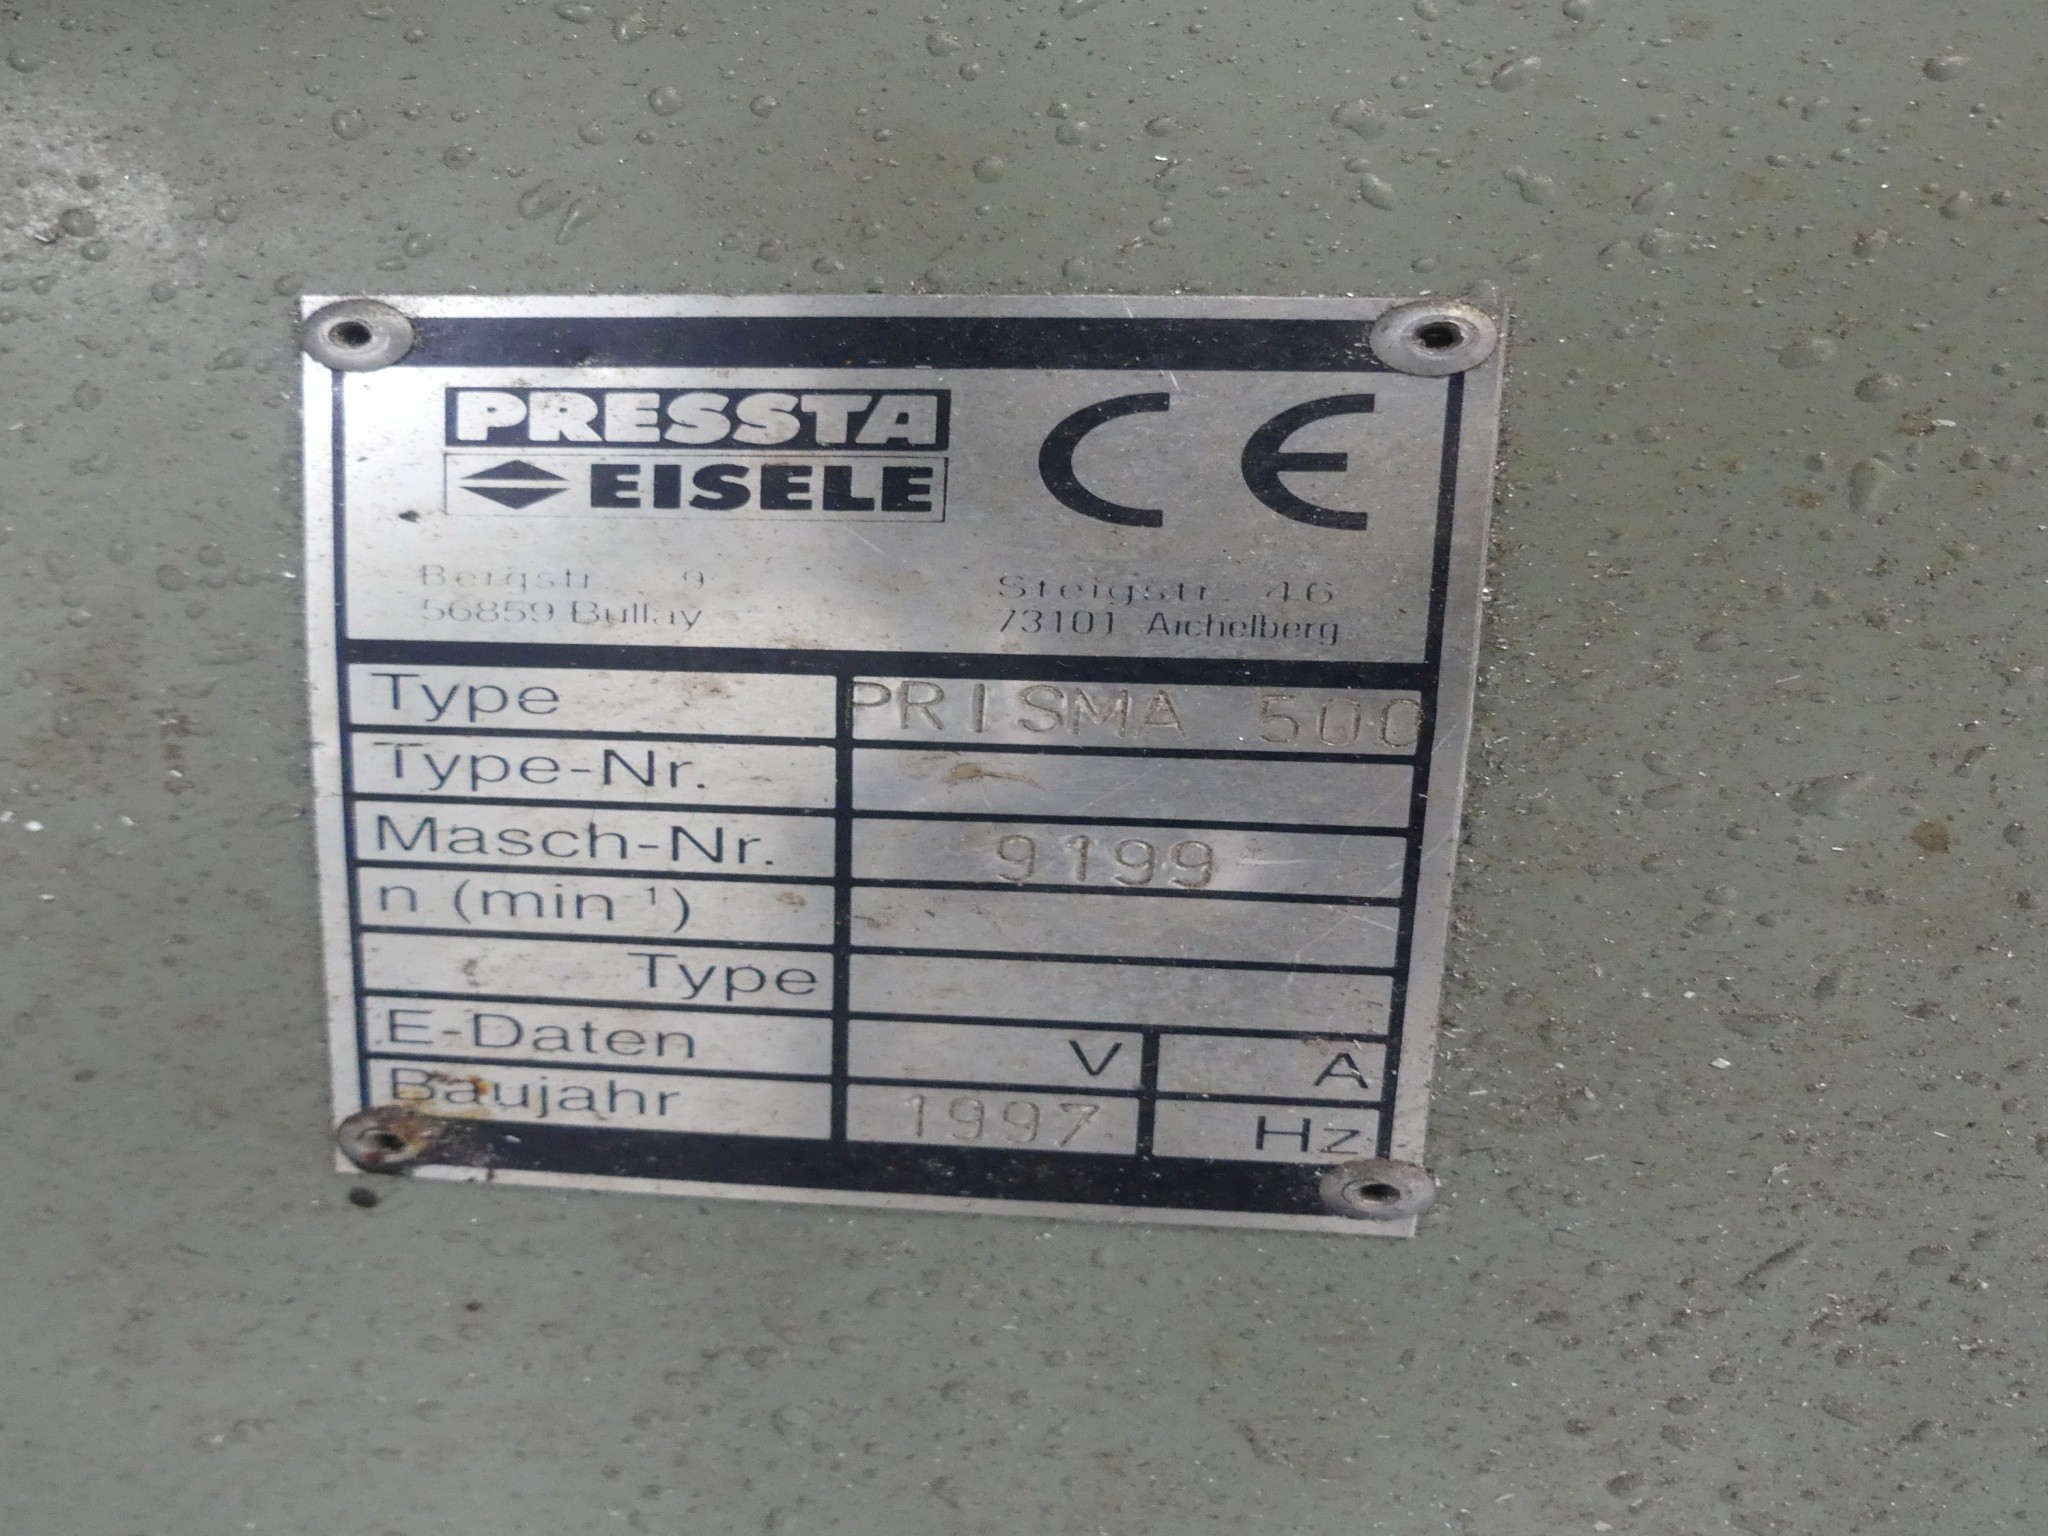 PRESSTA
EISELE
CE
Bergstr. 9
56859 Bullay
Steigstr. 46
73101 Aichelberg
Type PRISMA 500
Type-Nr.
Masch-Nr. 9199
n (min ¹)
Type
E-Daten V A
Baujahr 1997 Hz